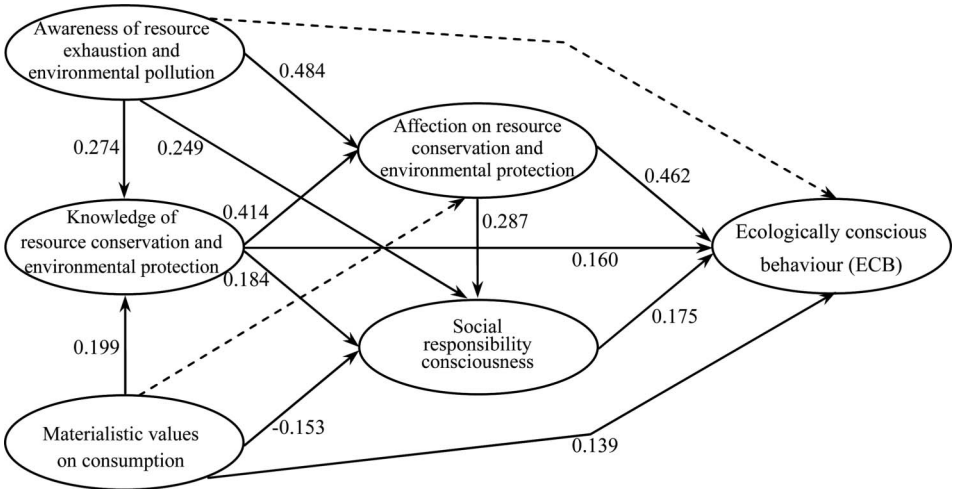 Awareness of resource
exhaustion and
environmental pollution
0.484
0.274
0.249
Affection on resource
conservation and
environmental protection
0.462
0.414
0.287
Knowledge of
resource conservation and
environmental protection
0.184
0.160
Ecologically conscious
behaviour (ECB)
0.175
Social
responsibility
consciousness
0.199
-0.153
0.139
Materialistic values
on consumption